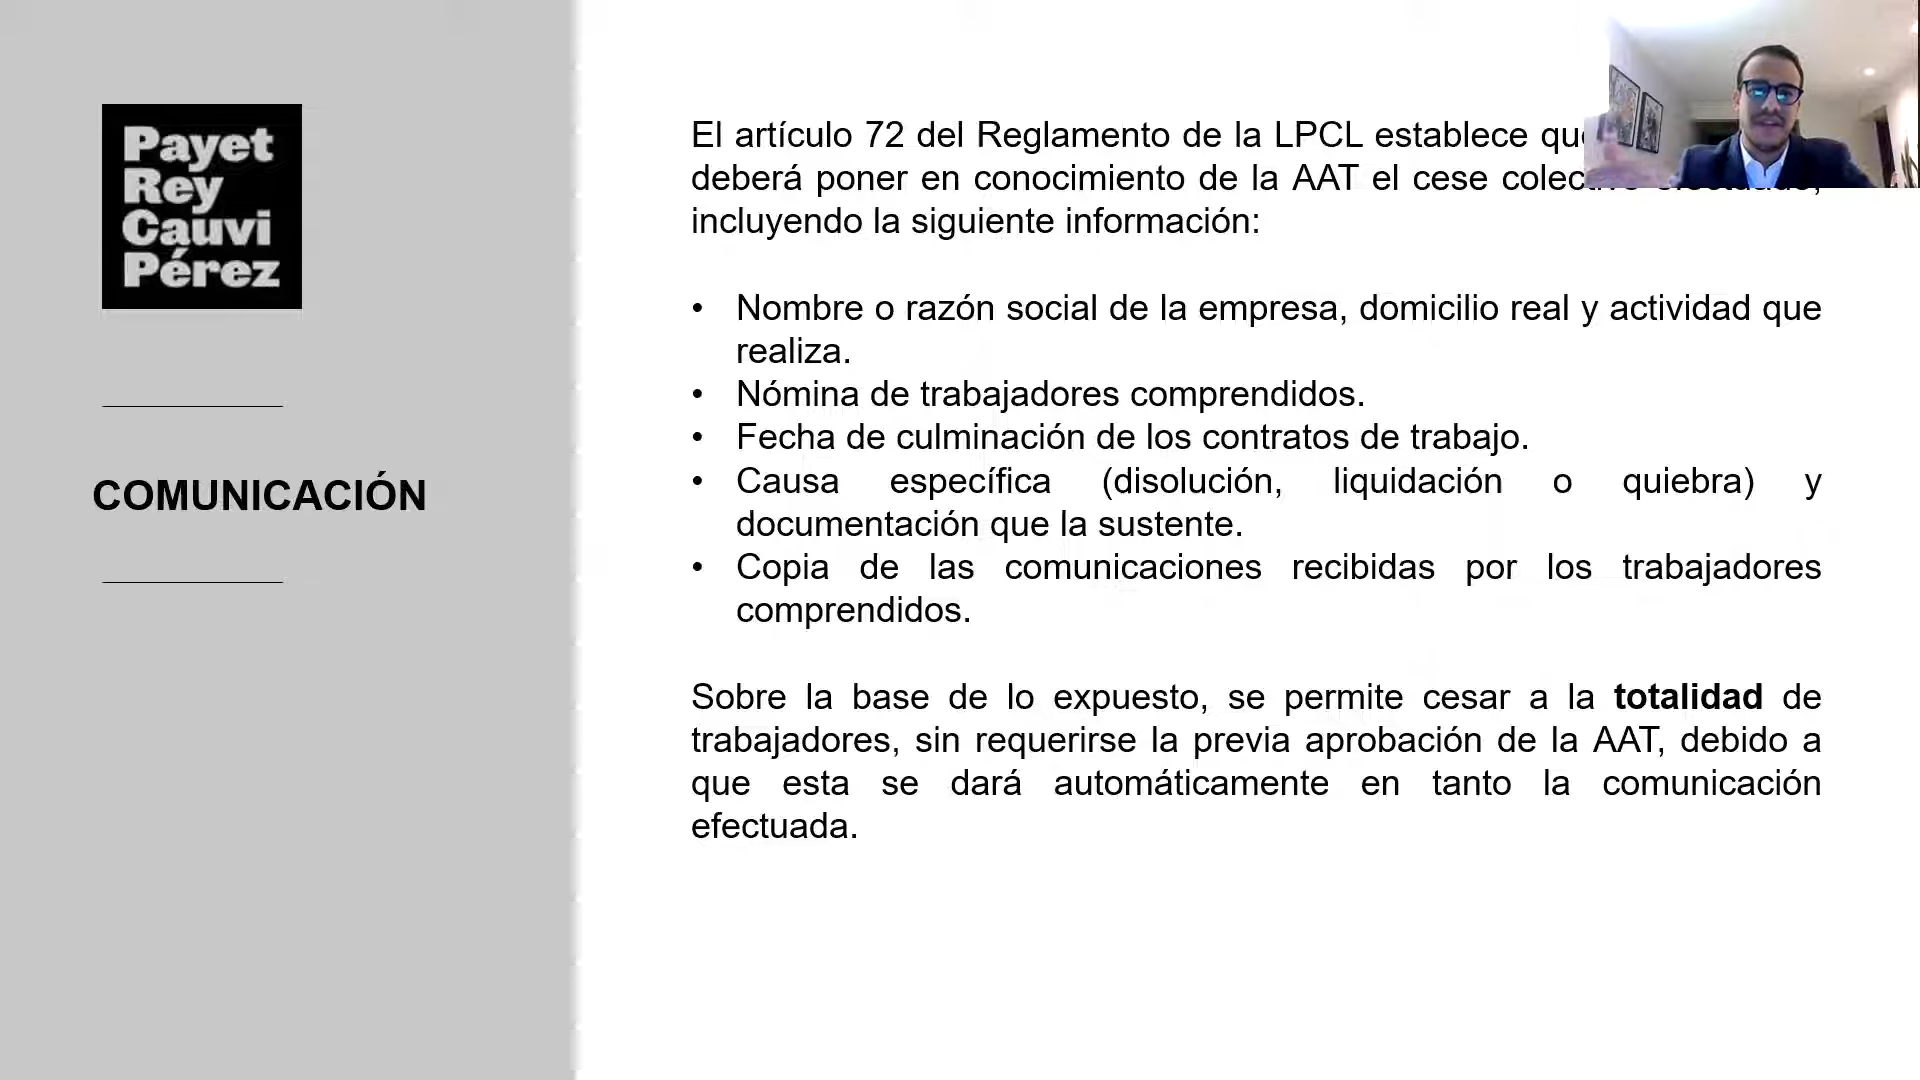 Payet
Rey
Cauvi
Pérez
COMUNICACIÓN
El artículo 72 del Reglamento de la LPCL establece que
deberá poner en conocimiento de la AAT el cese
incluyendo la siguiente información:
• Nombre o razón social de la empresa, domicilio real y actividad que
realiza.
• Nómina de trabajadores comprendidos.
• Fecha de culminación de los contratos de trabajo.
• Causa específica (disolución, liquidación o quiebra) y
documentación que la sustente.
• Copia de las comunicaciones recibidas por los trabajadores
comprendidos.
Sobre la base de lo expuesto, se permite cesar a la totalidad de
trabajadores, sin requerirse la previa aprobación de la AAT, debido a
que esta se dará automáticamente en tanto la comunicación
efectuada.